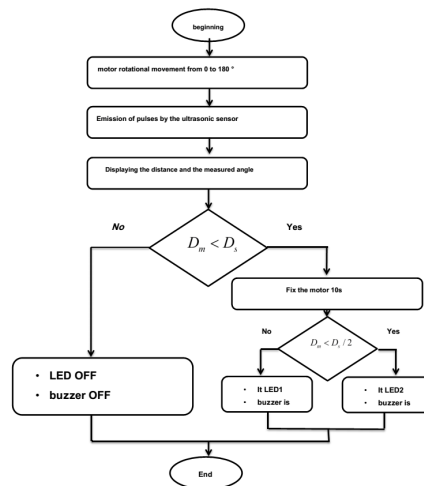 beginning
motor rotational movement from 0 to 180 °
Emission of pulses by the ultrasonic sensor
Displaying the distance and the measured angle
No
D_m < D_s
Yes
Fix the motor 10s
No
D_m < D_s / 2
Yes
• LED OFF
• buzzer OFF
• It LED1
• buzzer is
• It LED2
• buzzer is
End